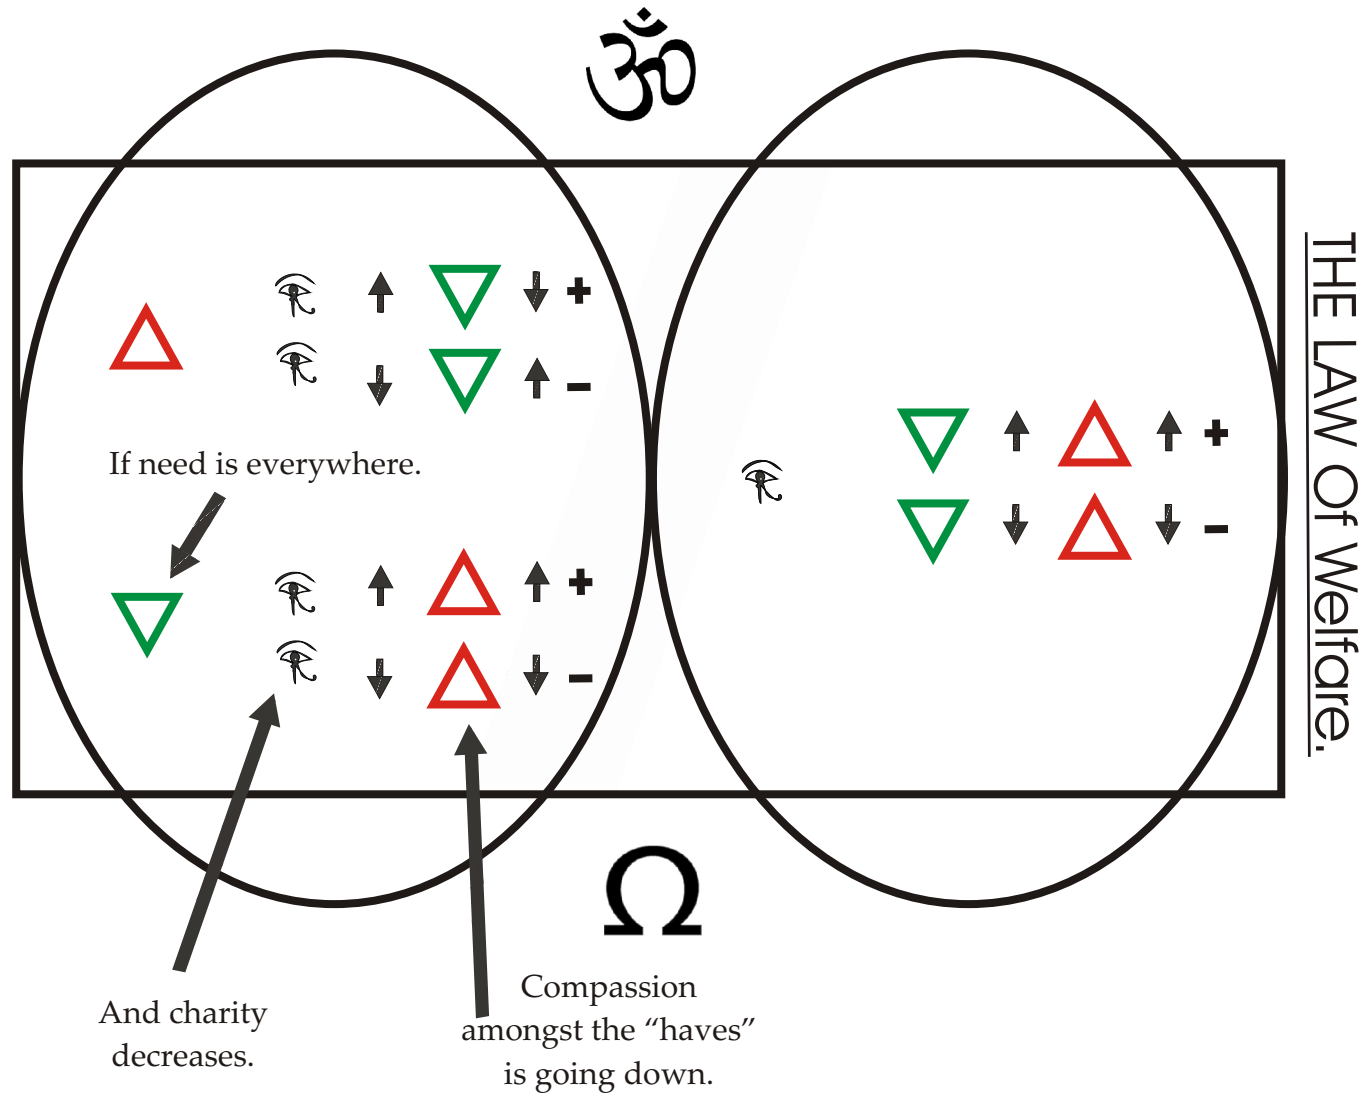 ॐ
+
−
If need is everywhere.
+
−
+
−
THE LAW Of Welfare.
Ω
And charity
decreases.
Compassion
amongst the “haves”
is going down.